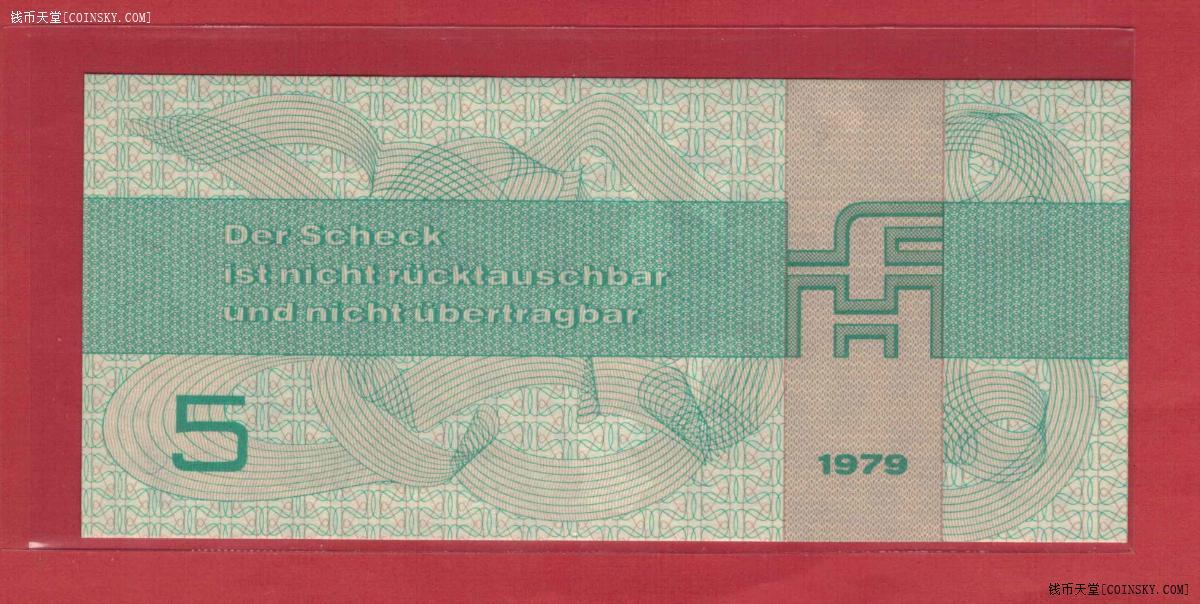 钱币天堂[COINSKY.COM]
Der Scheck
ist nicht rücktauschbar
und nicht übertragbar
5
1979
钱币天堂[COINSKY.COM]